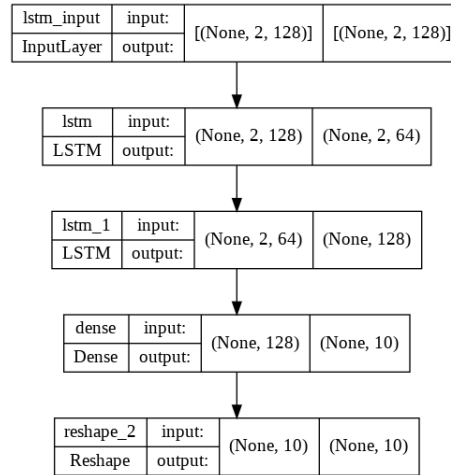 lstm_input input: [(None, 2, 128)] [(None, 2, 128)]
InputLayer output:
lstm input: (None, 2, 128) (None, 2, 64)
LSTM output:
lstm_1 input: (None, 2, 64) (None, 128)
LSTM output:
dense input: (None, 128) (None, 10)
Dense output:
reshape_2 input: (None, 10) (None, 10)
Reshape output: